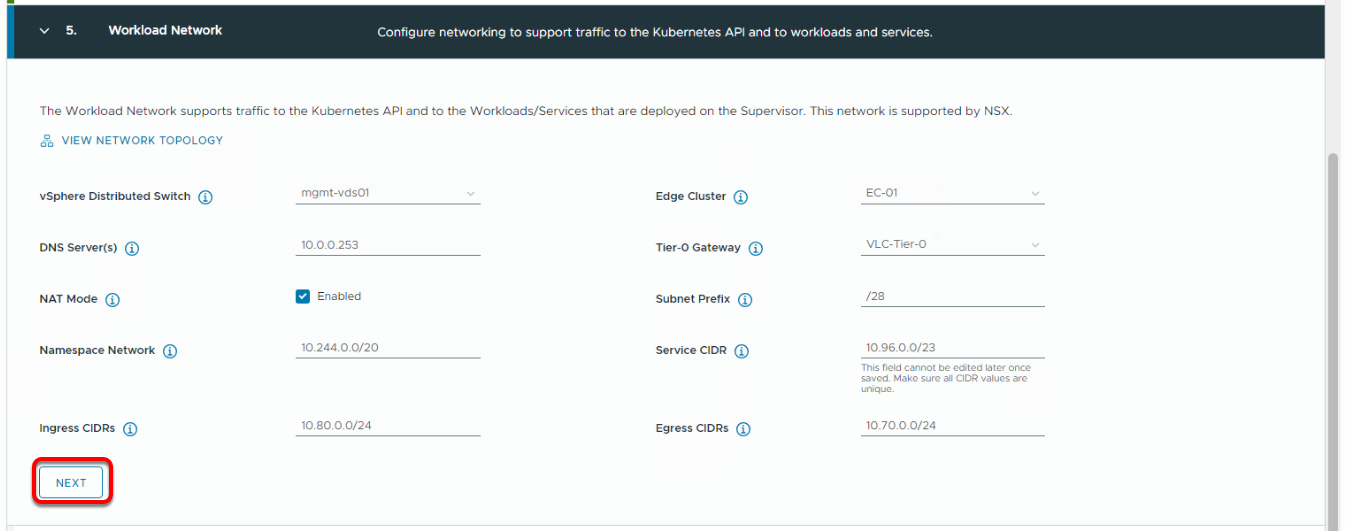 5. Workload Network Configure networking to support traffic to the Kubernetes API and to workloads and services.
The Workload Network supports traffic to the Kubernetes API and to the Workloads/Services that are deployed on the Supervisor. This network is supported by NSX.
VIEW NETWORK TOPOLOGY
vSphere Distributed Switch mgmt-vds01 Edge Cluster EC-01
DNS Server(s) 10.0.0.253 Tier-0 Gateway VLC-Tier-0
NAT Mode Enabled Subnet Prefix /28
Namespace Network 10.244.0.0/20 Service CIDR 10.96.0.0/23
This field cannot be edited later once
saved. Make sure all CIDR values are
unique.
Ingress CIDRs 10.80.0.0/24 Egress CIDRs 10.70.0.0/24
NEXT